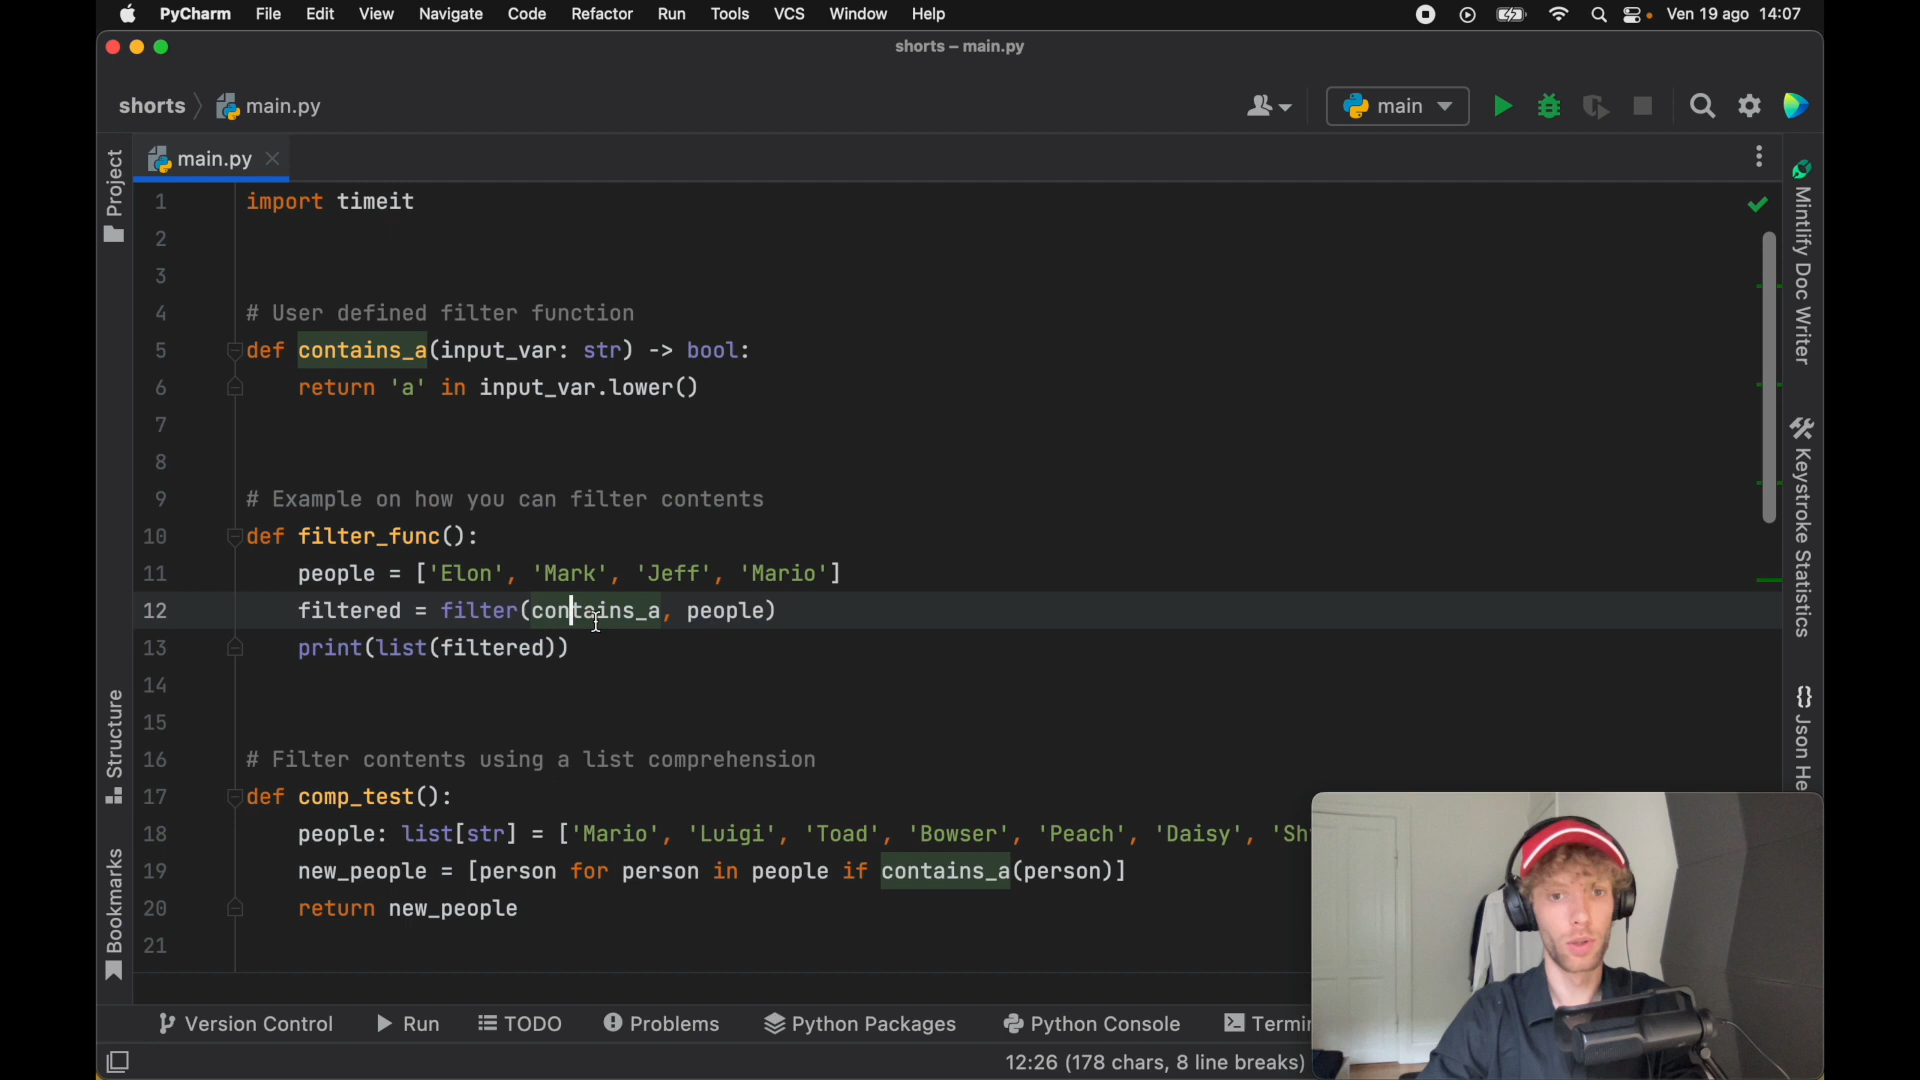 PyCharm File Edit View Navigate Code Refactor Run Tools VCS Window Help Ven 19 ago 14:07
shorts – main.py
shorts main.py main
main.py
Project
Structure
Bookmarks
1 import timeit
2
3
4 # User defined filter function
5 def contains_a(input_var: str) -> bool:
6 return 'a' in input_var.lower()
7
8
9 # Example on how you can filter contents
10 def filter_func():
11 people = ['Elon', 'Mark', 'Jeff', 'Mario']
12 filtered = filter(contains_a, people)
13 print(list(filtered))
14
15
16 # Filter contents using a list comprehension
17 def comp_test():
18 people: list[str] = ['Mario', 'Luigi', 'Toad', 'Bowser', 'Peach', 'Daisy', 'Sh
19 new_people = [person for person in people if contains_a(person)]
20 return new_people
21
Mintlify Doc Writer
Keystroke Statistics
{} Json He
Version Control Run TODO Problems Python Packages Python Console Termin
12:26 (178 chars, 8 line breaks)